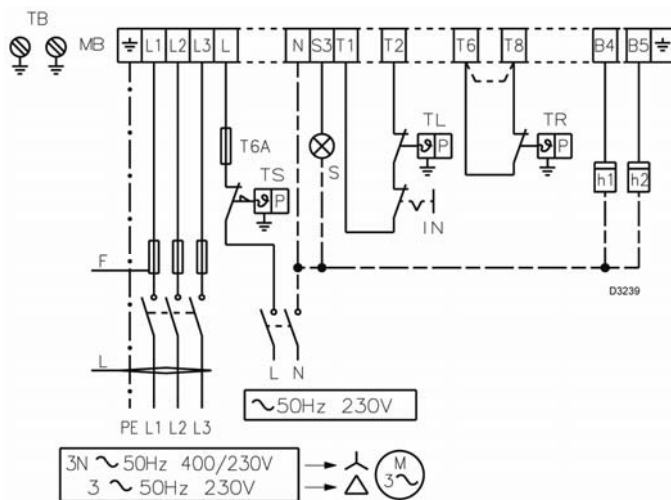 TB
MB L1 L2 L3 L N S3 T1 T2 T6 T8 B4 B5
TL TR
T6A P P
S
TS h1 h2
P IN
F
D3239
L
L N
PE L1 L2 L3
~50Hz 230V
3N ~ 50Hz 400/230V
3 ~ 50Hz 230V
M
3~